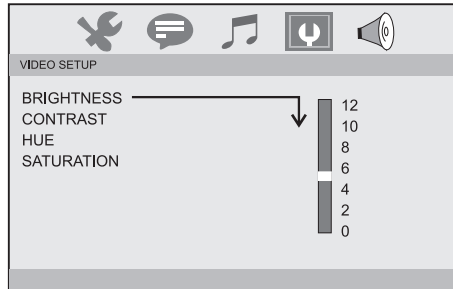 VIDEO SETUP
BRIGHTNESS
CONTRAST
HUE
SATURATION
12
10
8
6
4
2
0